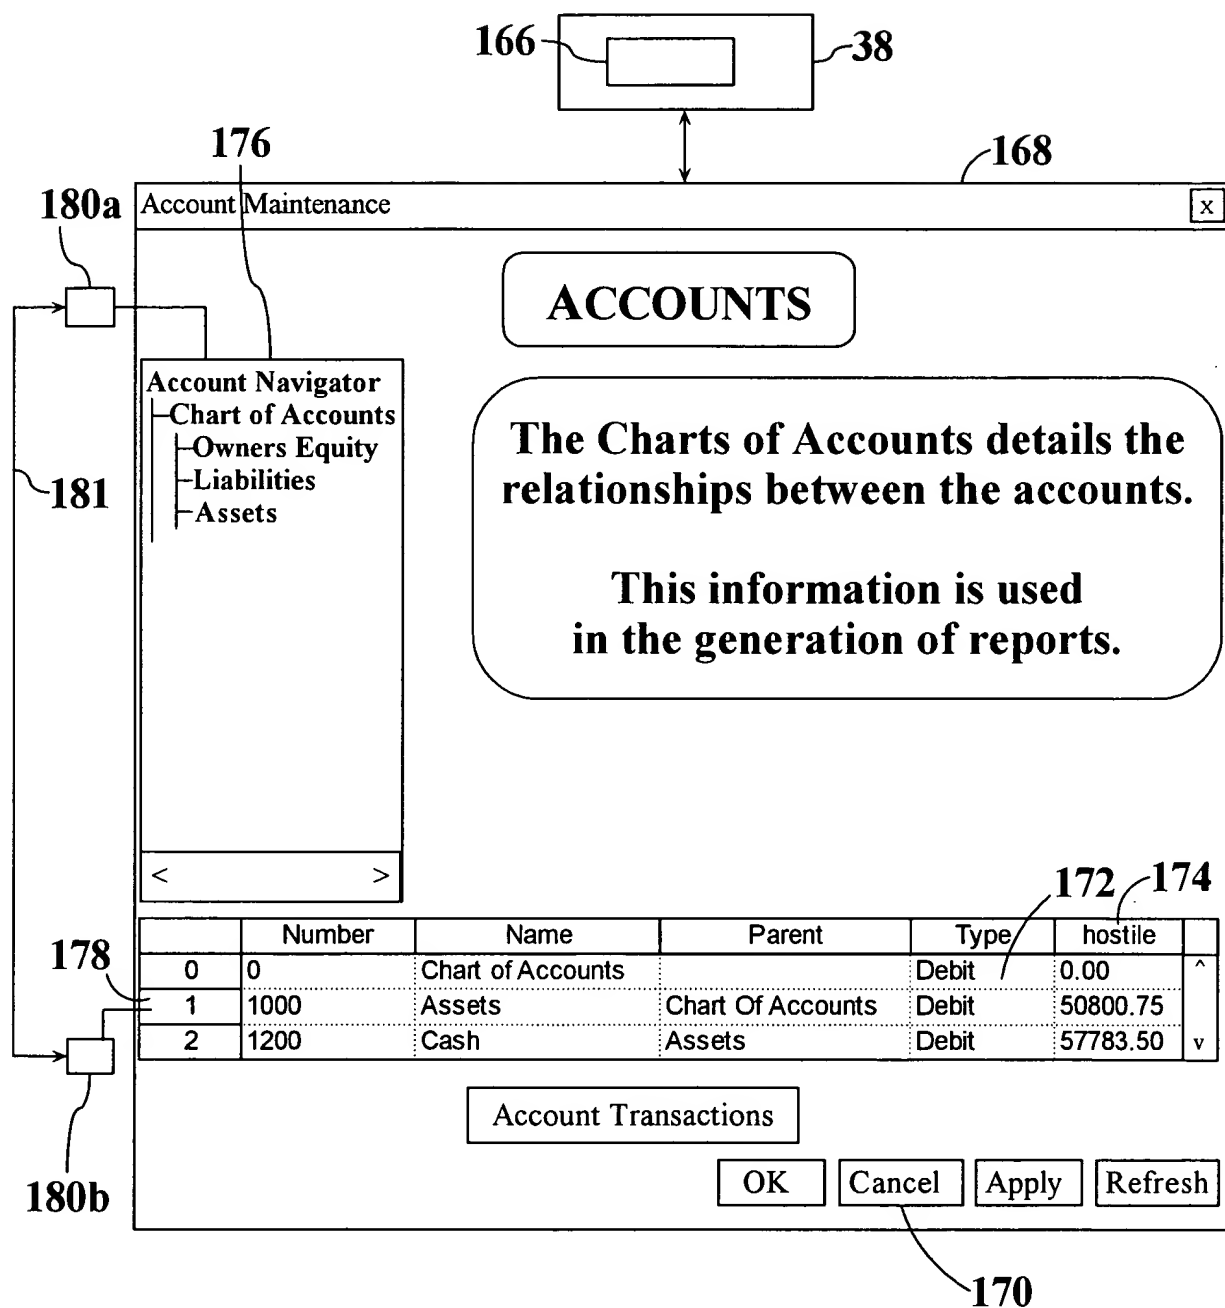 166
38
176
168
180a
Account Maintenance
x
ACCOUNTS
Account Navigator
Chart of Accounts
Owners Equity
Liabilities
Assets
181
The Charts of Accounts details the
relationships between the accounts.
This information is used
in the generation of reports.
< >
172
174
178
Number Name Parent Type hostile
0 0 Chart of Accounts Debit 0.00 ^
1 1000 Assets Chart Of Accounts Debit 50800.75
2 1200 Cash Assets Debit 57783.50 v
Account Transactions
180b
OK Cancel Apply Refresh
170